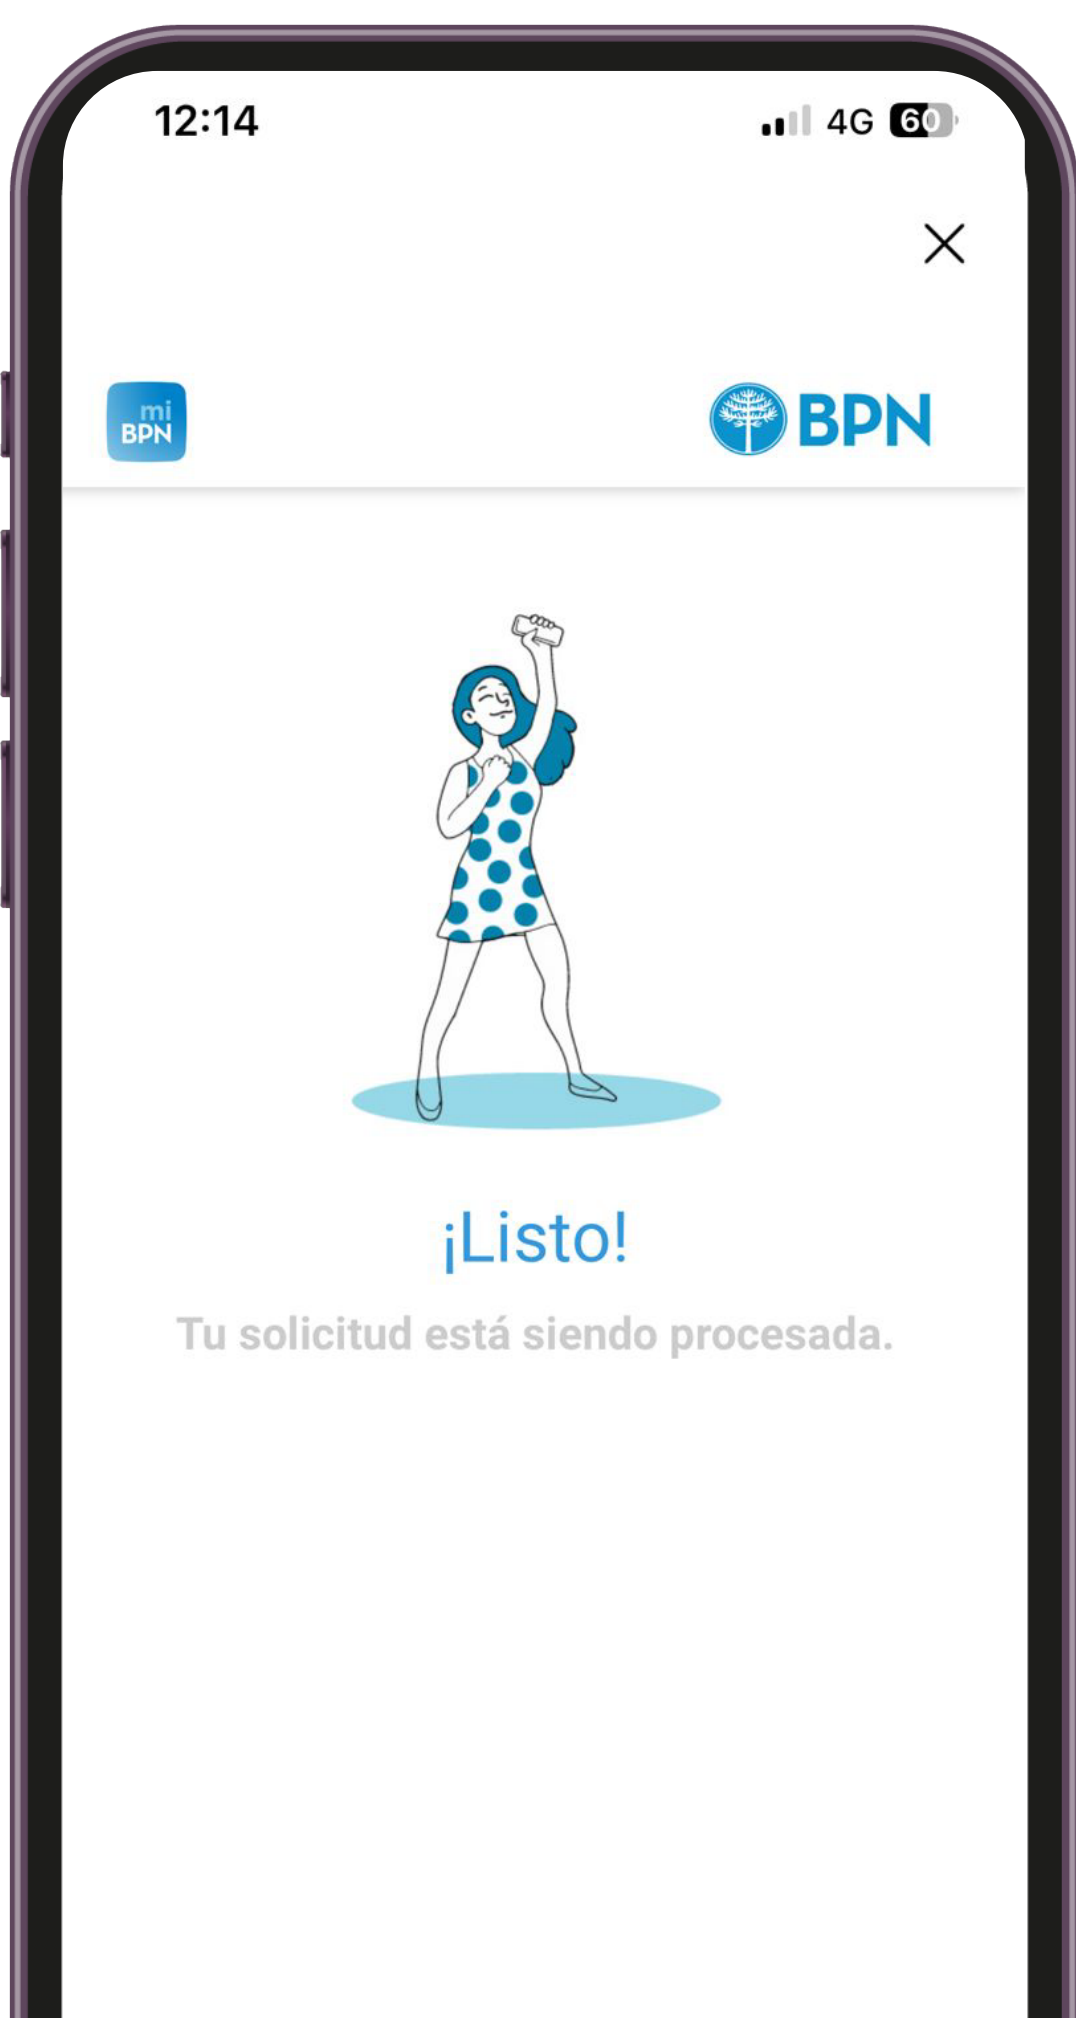 12:14 4G 60
mi
BPN
BPN
¡Listo!
Tu solicitud está siendo procesada.